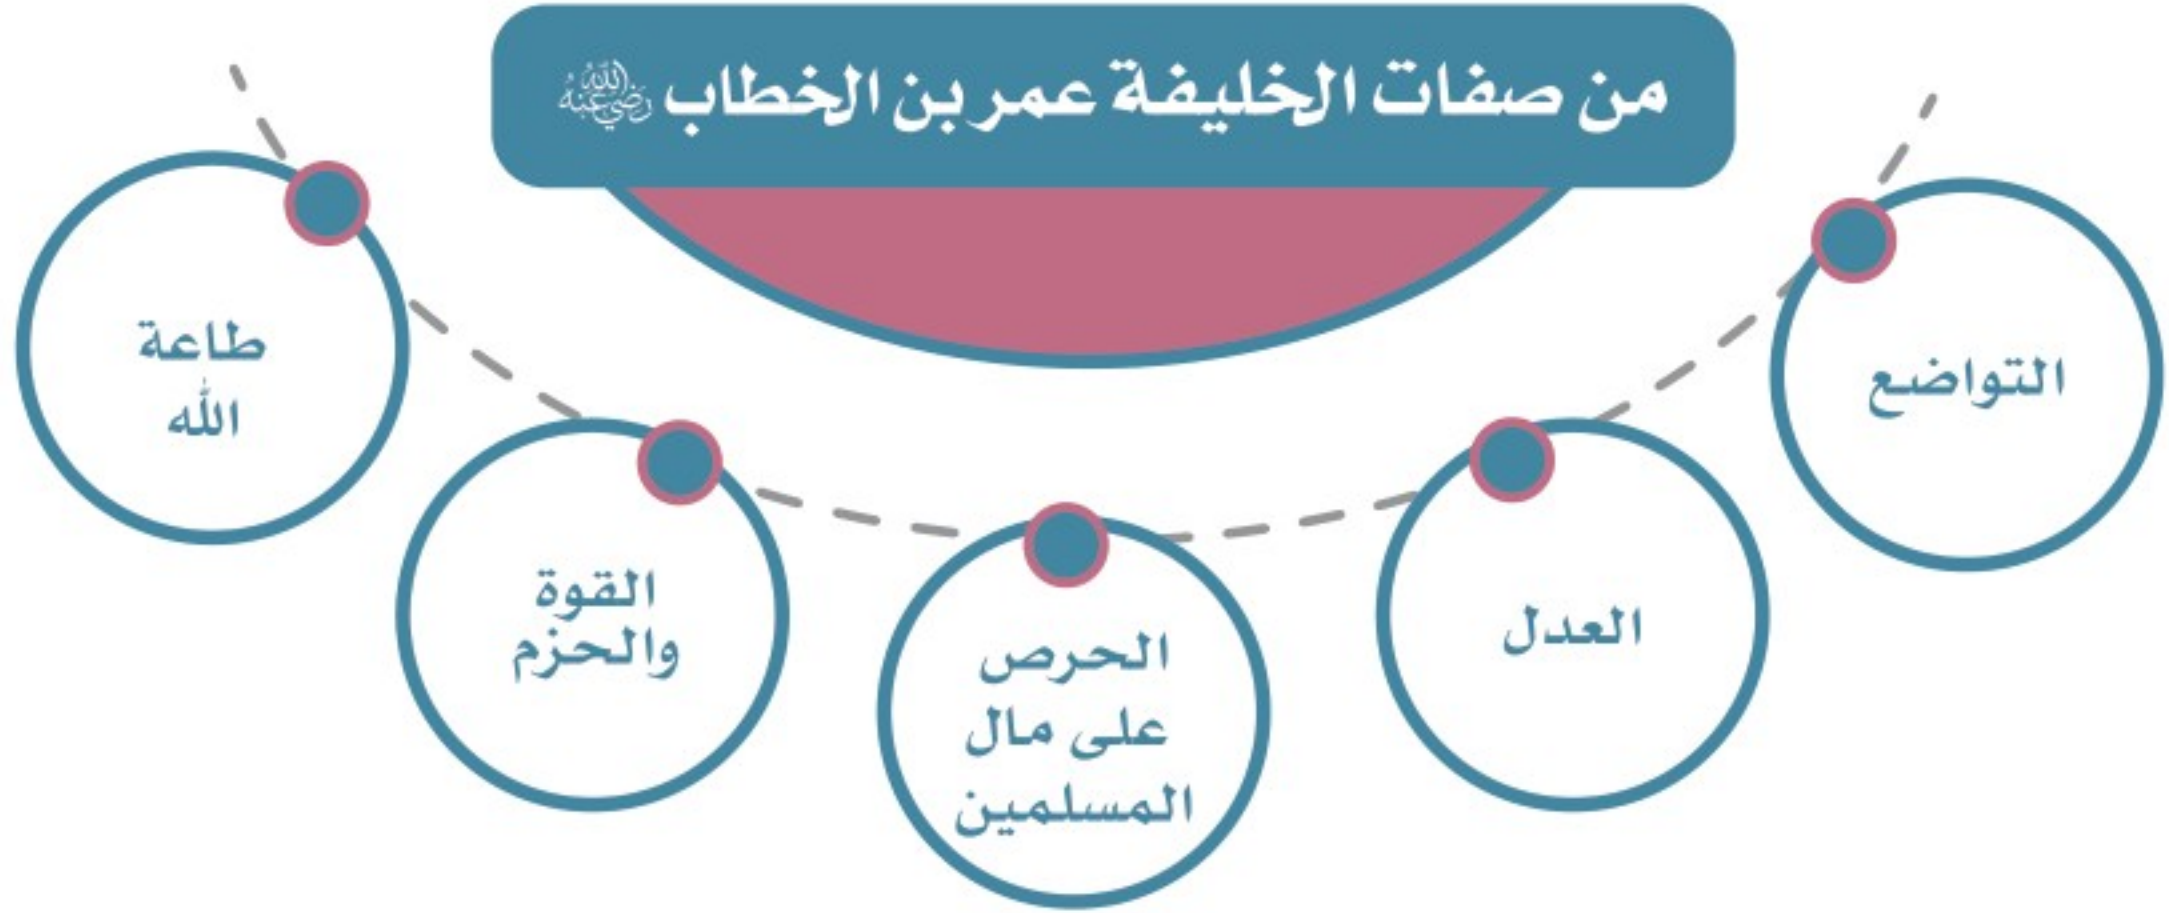 من صفات الخليفة عمر بن الخطاب رضي الله عنه
التواضع
العدل
الحرص
على مال
المسلمين
القوة
والحزم
طاعة
الله